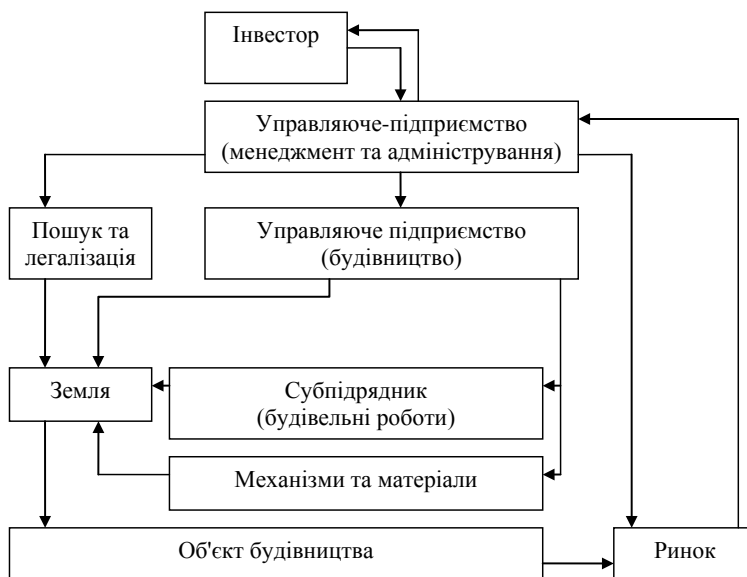 Інвестор
Управляюче-підприємство
(менеджмент та адміністрування)
Пошук та
легалізація
Управляюче підприємство
(будівництво)
Земля
Субпідрядник
(будівельні роботи)
Механізми та матеріали
Об'єкт будівництва
Ринок